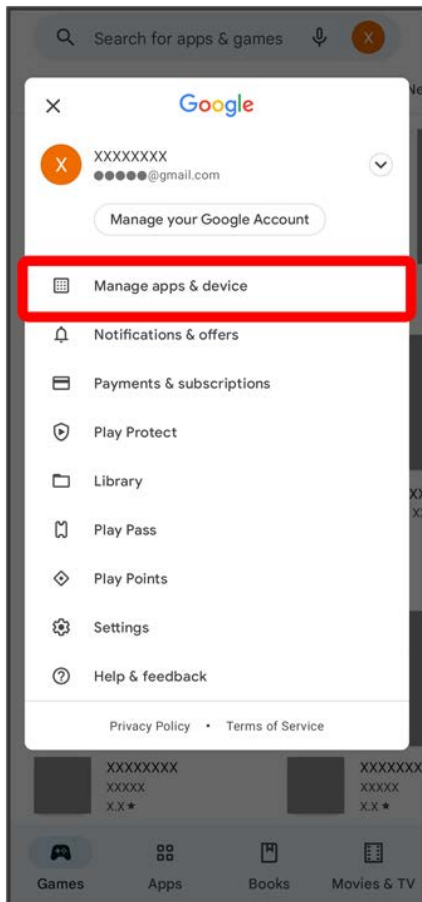 Search for apps & games
X
Ne
Google
X
XXXXXXXX
●●●●●@gmail.com
Manage your Google Account
Manage apps & device
Notifications & offers
Payments & subscriptions
Play Protect
Library
XX
X
Play Pass
Play Points
Settings
Help & feedback
Privacy Policy • Terms of Service
XXXXXXXX
XXXXXXX
XXXXX
XXXXX
X.X★
X.X★
Games
Apps
Books
Movies & TV